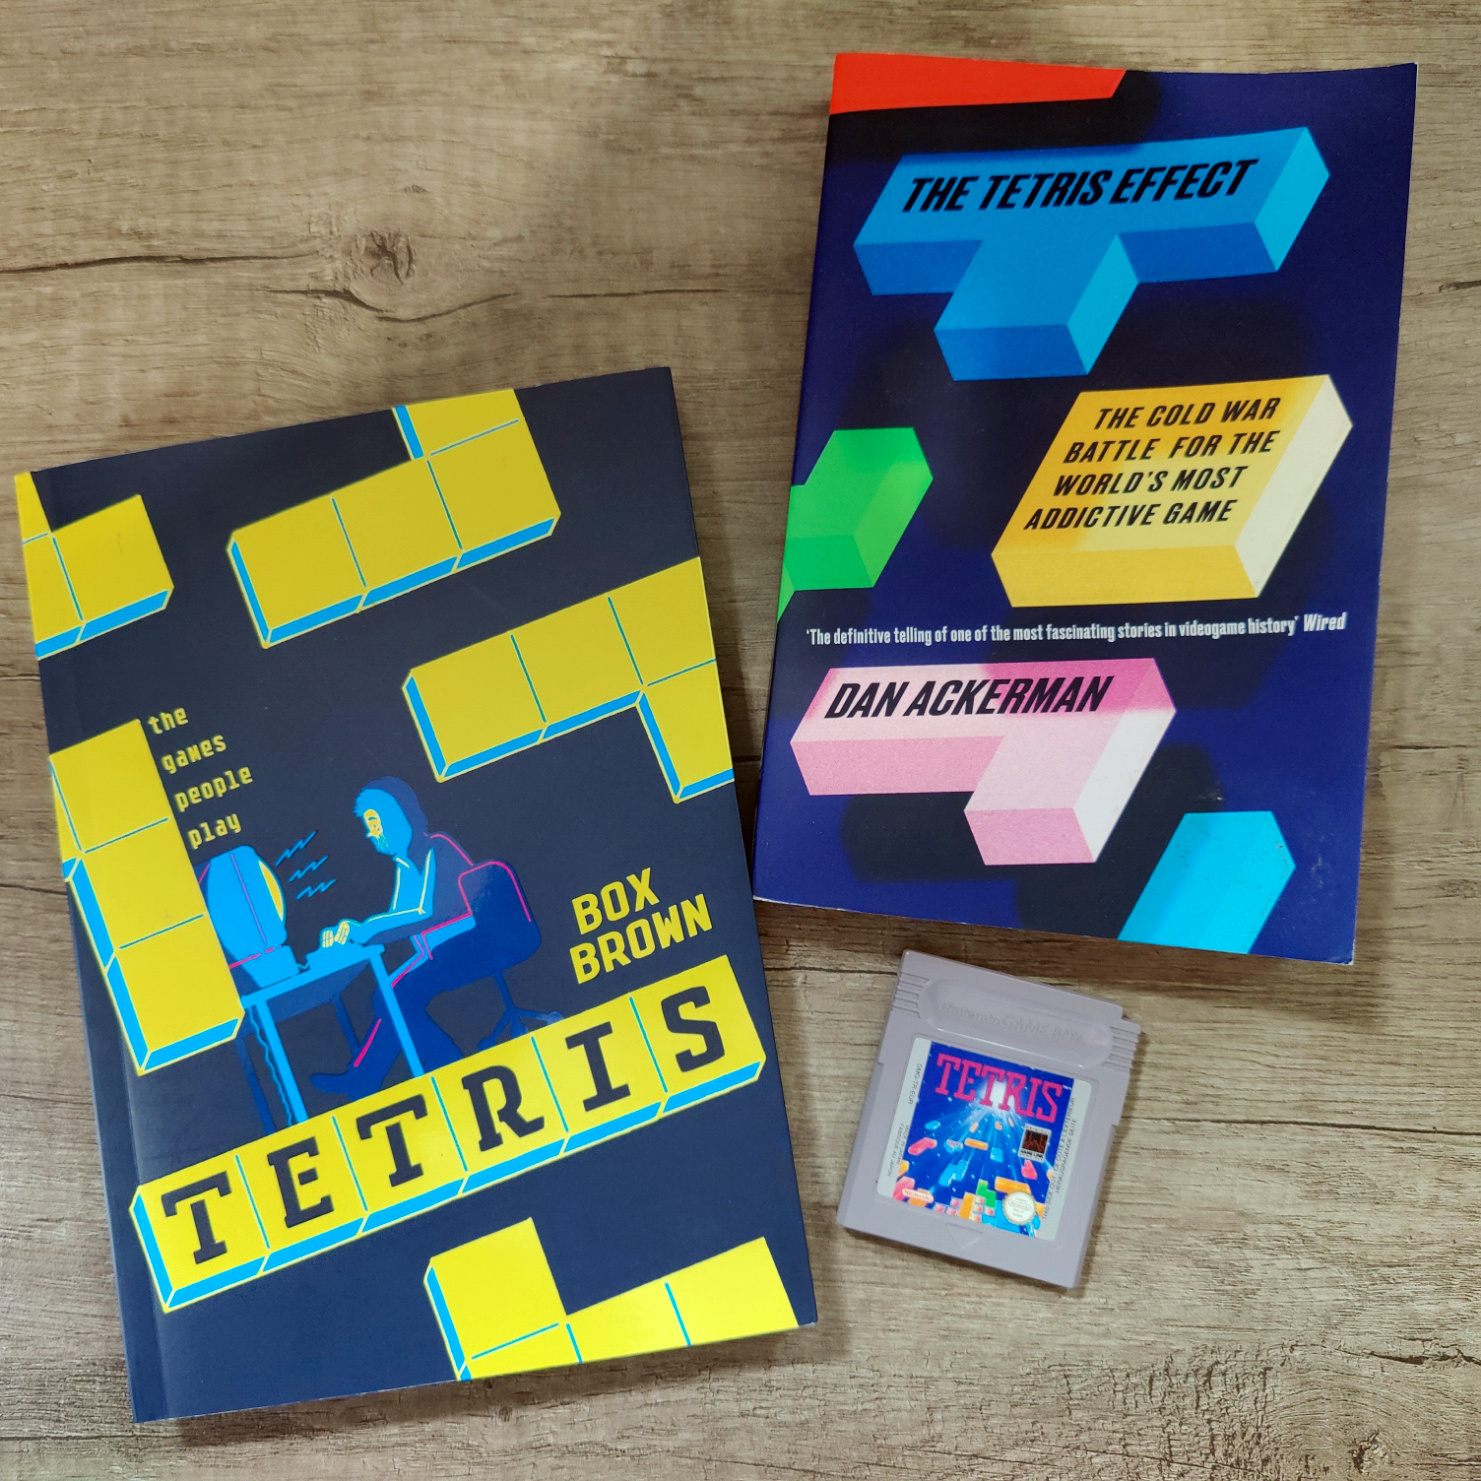 the
games
people
play
BOX
BROWN
TETRIS
THE TETRIS EFFECT
THE COLD WAR
BATTLE FOR THE
WORLD'S MOST
ADDICTIVE GAME
'The definitive telling of one of the most fascinating stories in videogame history' Wired
DAN ACKERMAN
Nintendo GAME BOY
TETRIS